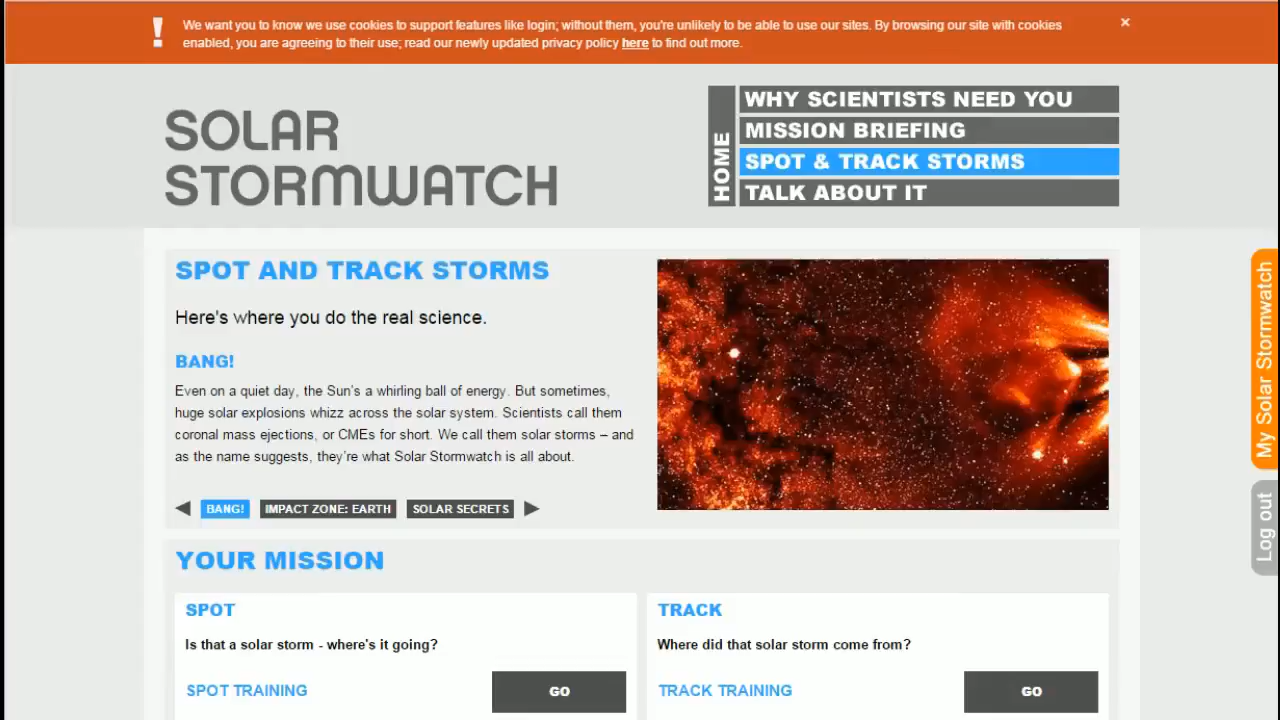 ! We want you to know we use cookies to support features like login; without them, you're unlikely to be able to use our sites. By browsing our site with cookies
enabled, you are agreeing to their use; read our newly updated privacy policy here to find out more.
×
SOLAR
STORMWATCH
HOME
WHY SCIENTISTS NEED YOU
MISSION BRIEFING
SPOT & TRACK STORMS
TALK ABOUT IT
SPOT AND TRACK STORMS
Here's where you do the real science.
BANG!
Even on a quiet day, the Sun's a whirling ball of energy. But sometimes,
huge solar explosions whizz across the solar system. Scientists call them
coronal mass ejections, or CMEs for short. We call them solar storms – and
as the name suggests, they're what Solar Stormwatch is all about.
BANG! IMPACT ZONE: EARTH SOLAR SECRETS
My Solar Stormwatch
Log out
YOUR MISSION
SPOT
Is that a solar storm - where's it going?
SPOT TRAINING GO
TRACK
Where did that solar storm come from?
TRACK TRAINING GO